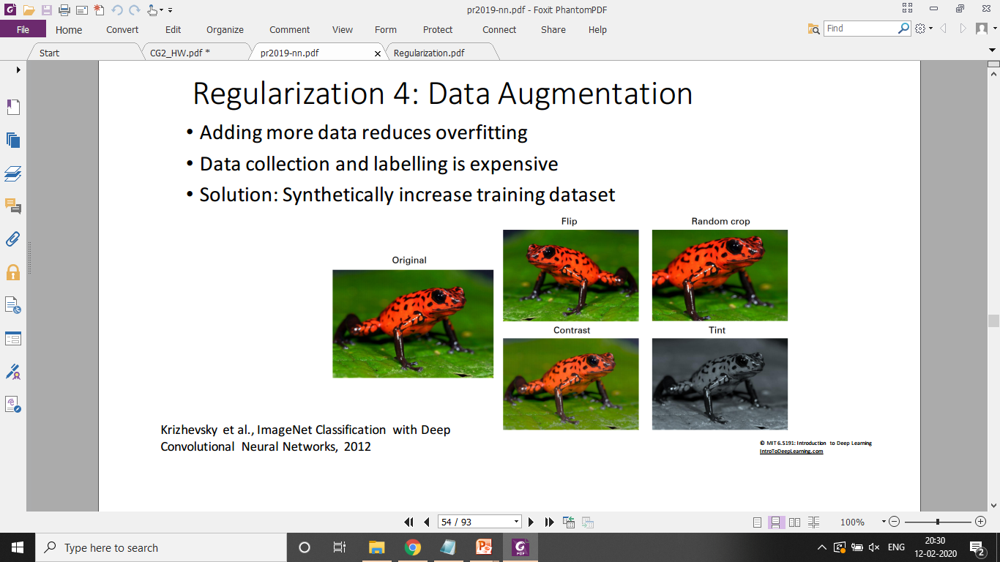 pr2019-nn.pdf - Foxit PhantomPDF
File Home Convert Edit Organize Comment View Form Protect Connect Share Help Find
Start CG2_HW.pdf * pr2019-nn.pdf Regularization.pdf
Regularization 4: Data Augmentation
• Adding more data reduces overfitting
• Data collection and labelling is expensive
• Solution: Synthetically increase training dataset
Flip Random crop
Original
Contrast Tint
Krizhevsky et al., ImageNet Classification with Deep
Convolutional Neural Networks, 2012
© MIT 6.S191: Introduction to Deep Learning
IntroToDeepLearning.com
54 / 93 100%
Type here to search ENG 20:30
12-02-2020 2